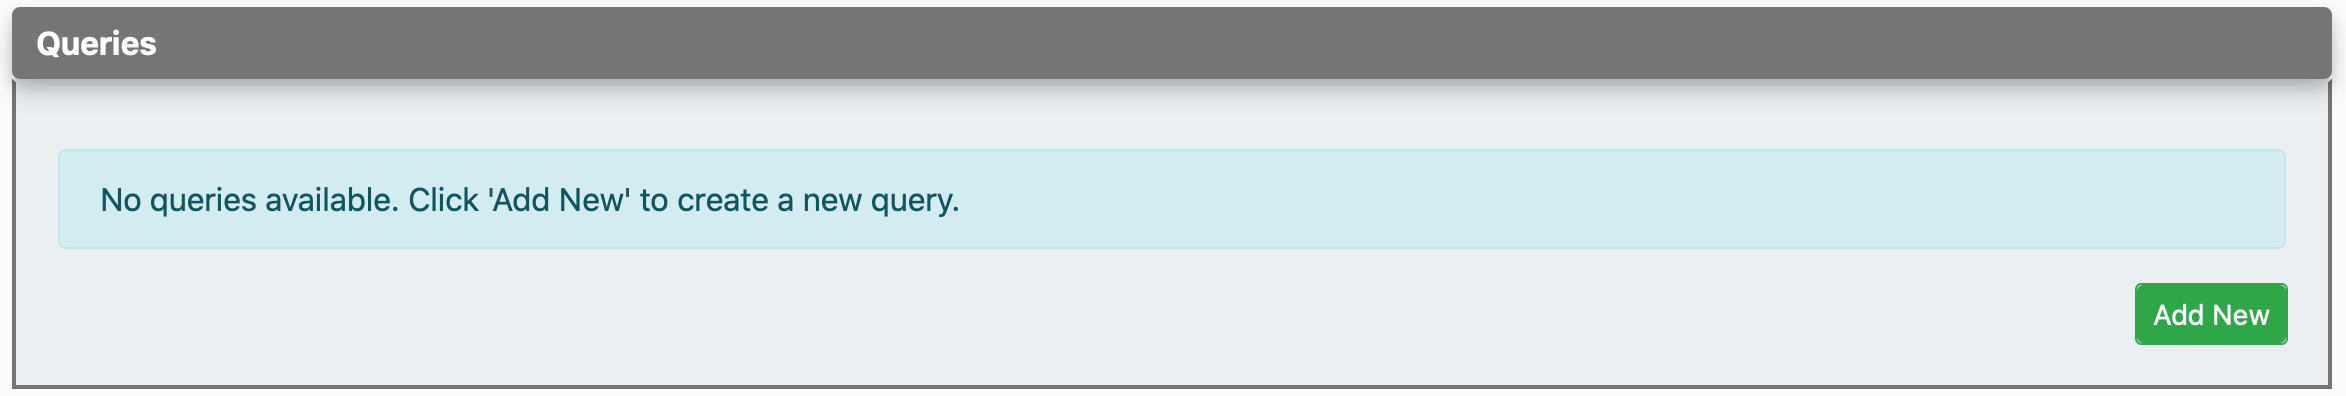 Queries
No queries available. Click 'Add New' to create a new query.
Add New